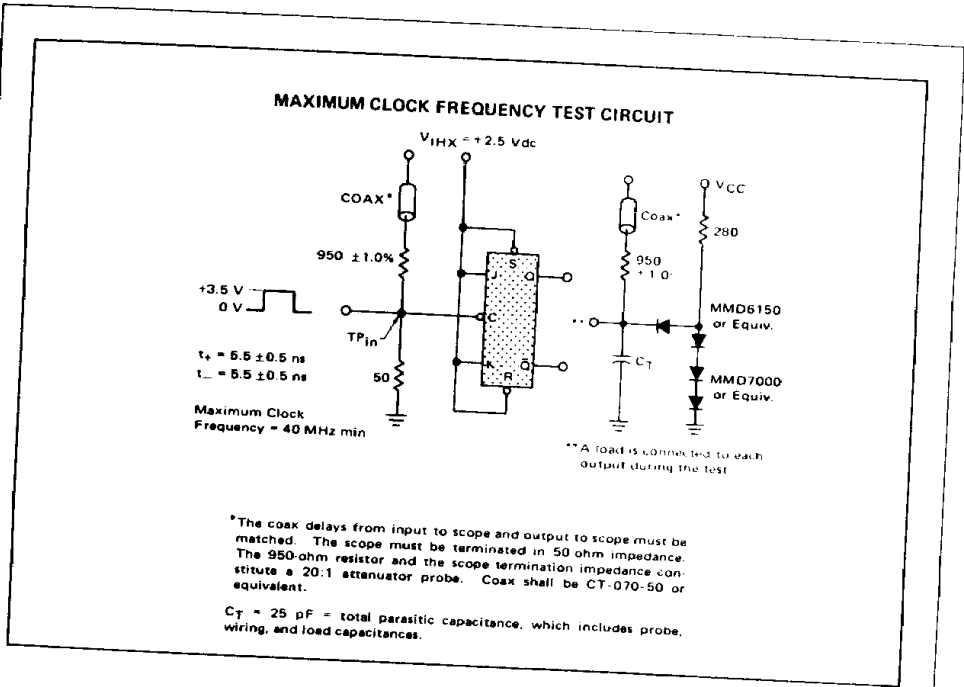 MAXIMUM CLOCK FREQUENCY TEST CIRCUIT
VIHX = +2.5 Vdc
COAX*
950 ±1.0%
+3.5 V
0 V
TPin
t+ = 5.5 ±0.5 ns
t− = 5.5 ±0.5 ns
50
Maximum Clock
Frequency = 40 MHz min
S
J
Q
C
K
Q̅
R
VCC
Coax*
280
950
±1.0
**
CT
MMD6150
or Equiv.
MMD7000
or Equiv.
**A load is connected to each
output during the test
*The coax delays from input to scope and output to scope must be
matched. The scope must be terminated in 50 ohm impedance.
The 950-ohm resistor and the scope termination impedance con-
stitute a 20:1 attenuator probe. Coax shall be CT-070-50 or
equivalent.
CT = 25 pF = total parasitic capacitance, which includes probe,
wiring, and load capacitances.